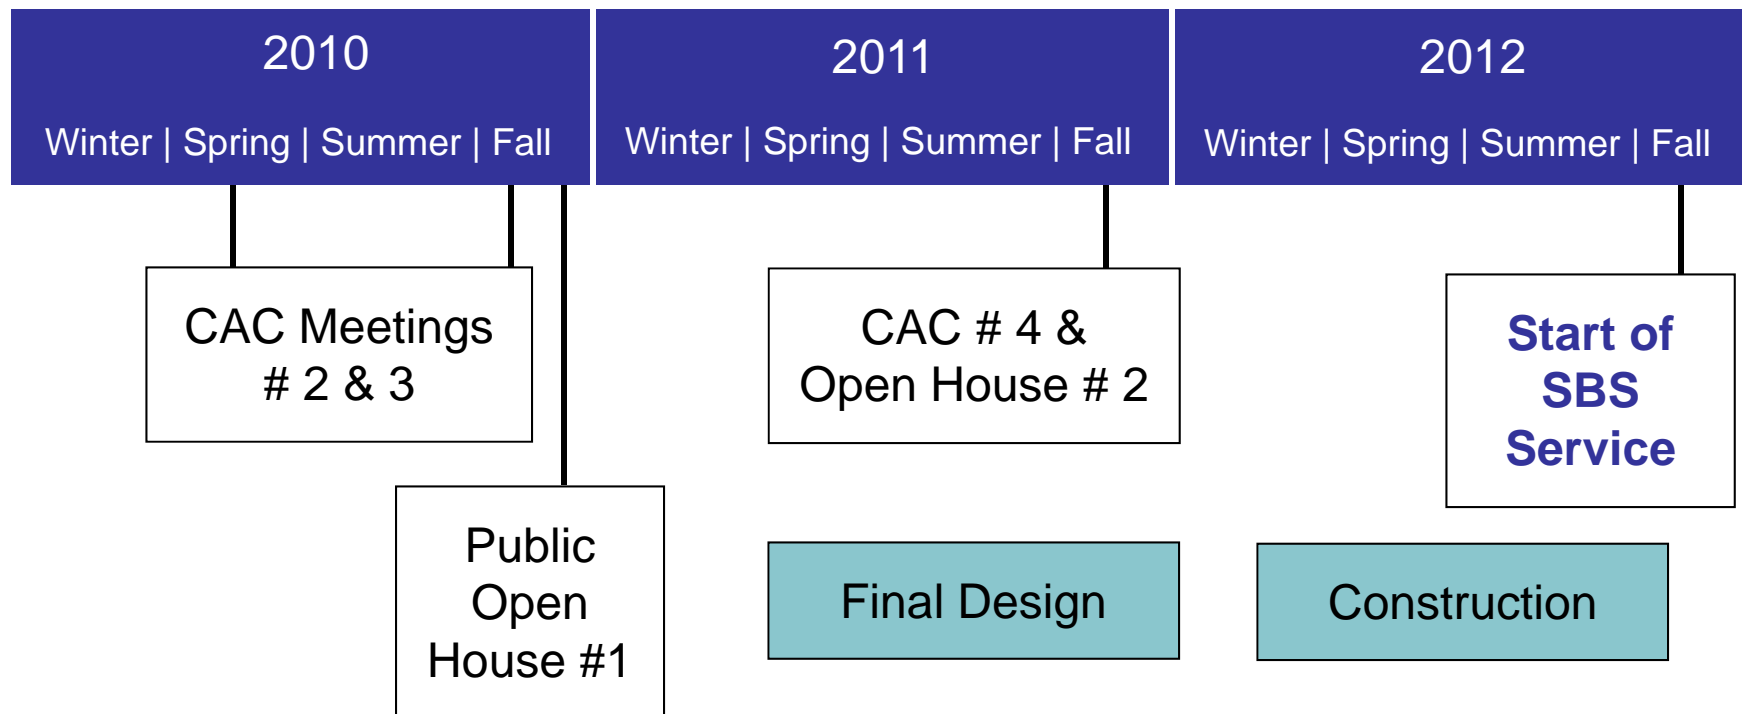 2010
Winter | Spring | Summer | Fall
2011
Winter | Spring | Summer | Fall
2012
Winter | Spring | Summer | Fall
CAC Meetings
# 2 & 3
CAC # 4 &
Open House # 2
Start of
SBS
Service
Public
Open
House #1
Final Design
Construction